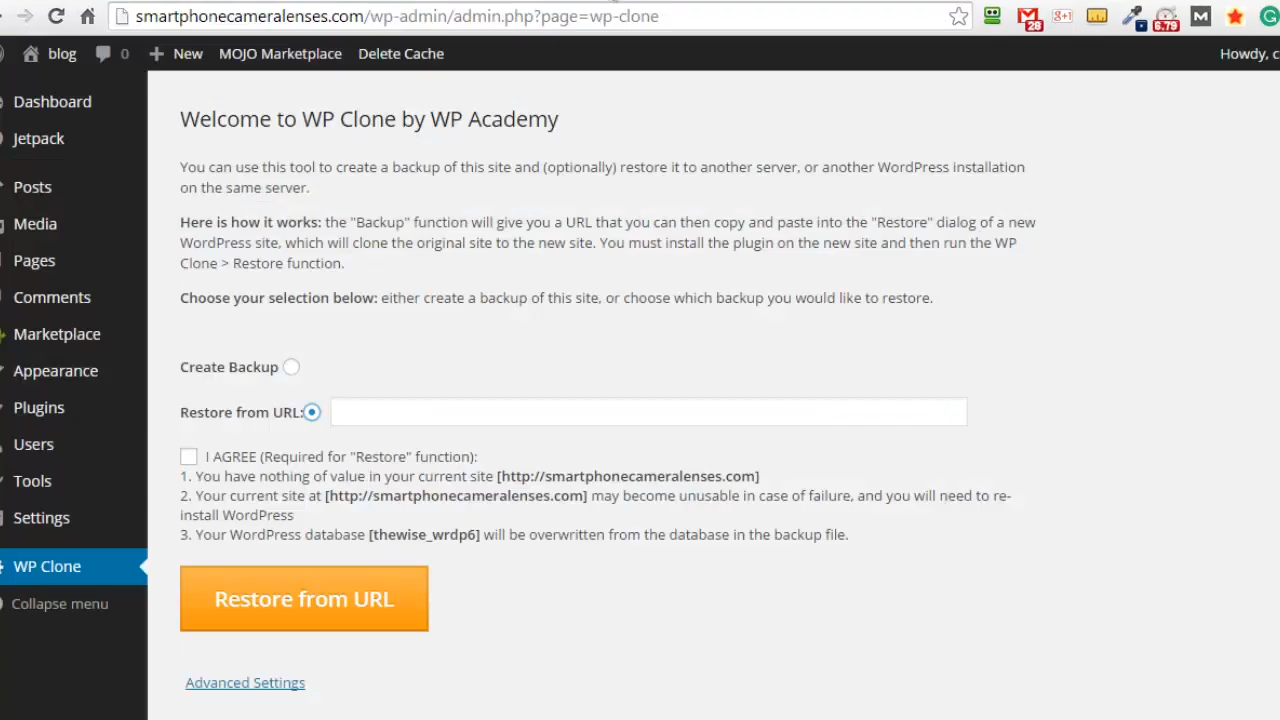 smartphonecameralenses.com/wp-admin/admin.php?page=wp-clone
28
g+1
6.79
M
blog 0 New MOJO Marketplace Delete Cache Howdy, c
Dashboard
Jetpack
Posts
Media
Pages
Comments
Marketplace
Appearance
Plugins
Users
Tools
Settings
WP Clone
Collapse menu
Welcome to WP Clone by WP Academy
You can use this tool to create a backup of this site and (optionally) restore it to another server, or another WordPress installation
on the same server.
Here is how it works: the "Backup" function will give you a URL that you can then copy and paste into the "Restore" dialog of a new
WordPress site, which will clone the original site to the new site. You must install the plugin on the new site and then run the WP
Clone > Restore function.
Choose your selection below: either create a backup of this site, or choose which backup you would like to restore.
Create Backup
Restore from URL:
I AGREE (Required for "Restore" function):
1. You have nothing of value in your current site [http://smartphonecameralenses.com]
2. Your current site at [http://smartphonecameralenses.com] may become unusable in case of failure, and you will need to re-
install WordPress
3. Your WordPress database [thewise_wrdp6] will be overwritten from the database in the backup file.
Restore from URL
Advanced Settings